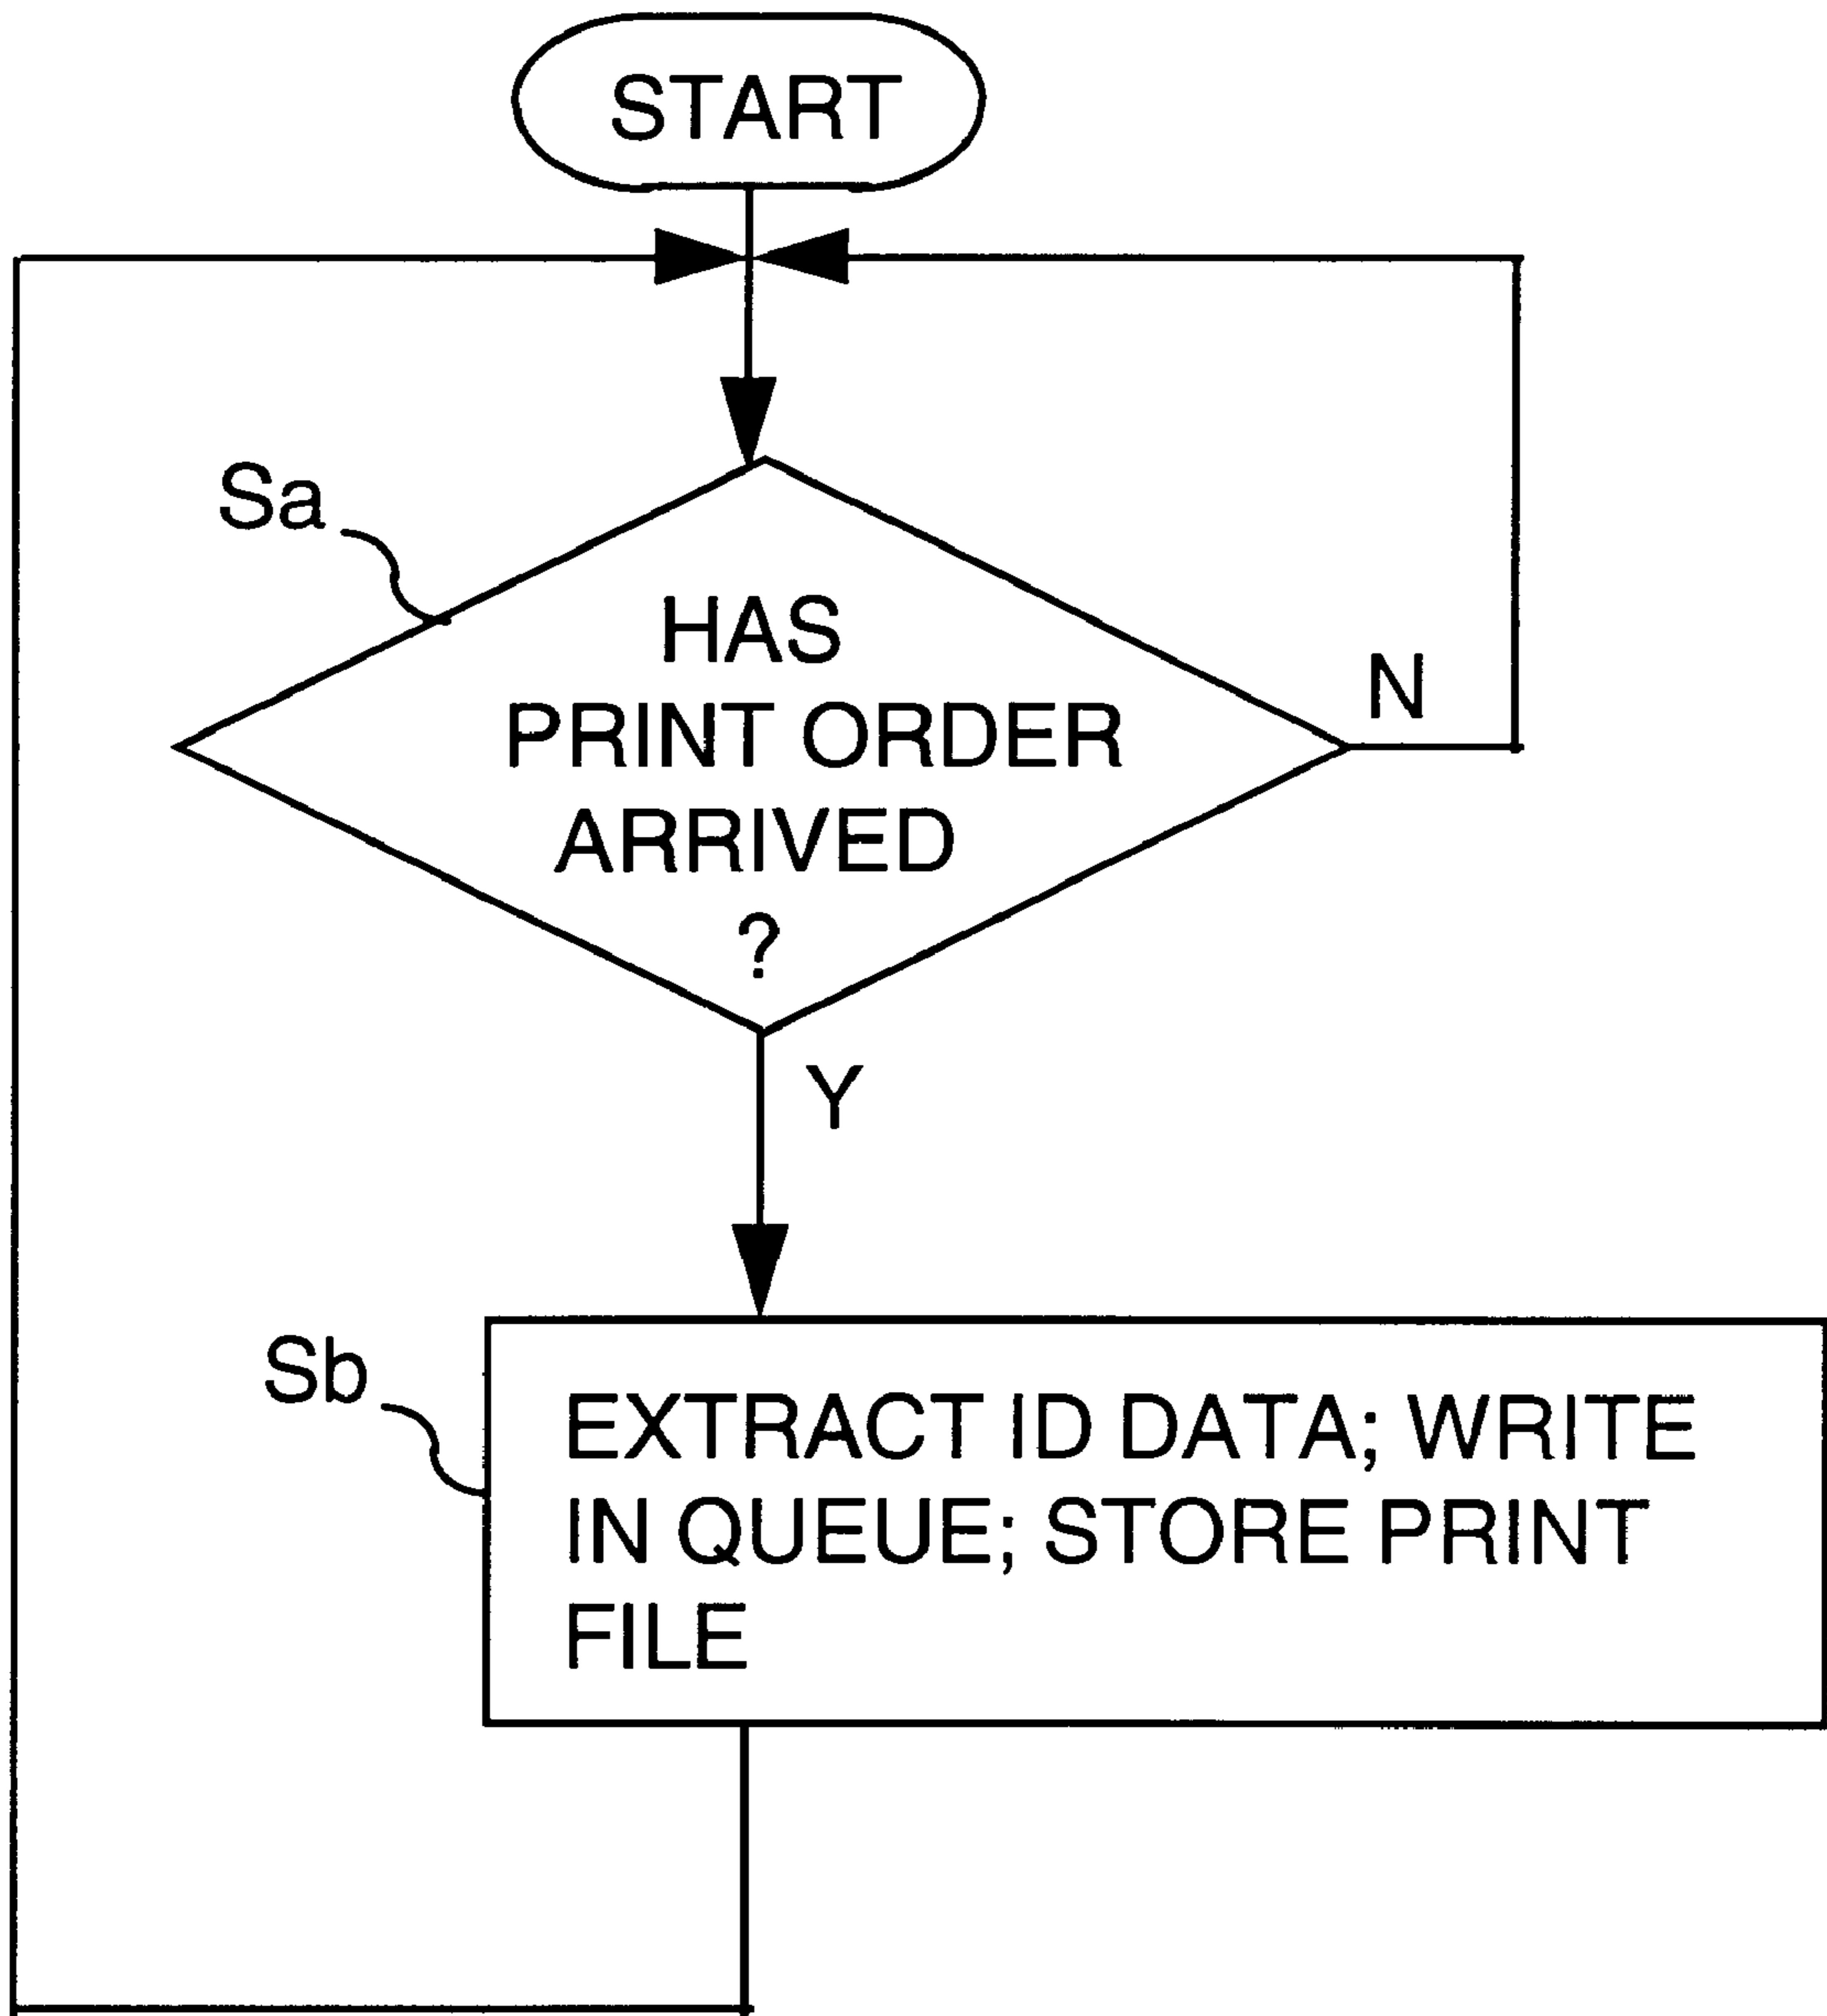 START
Sa
HAS
PRINT ORDER
ARRIVED
?
N
Y
Sb
EXTRACT ID DATA; WRITE
IN QUEUE; STORE PRINT
FILE